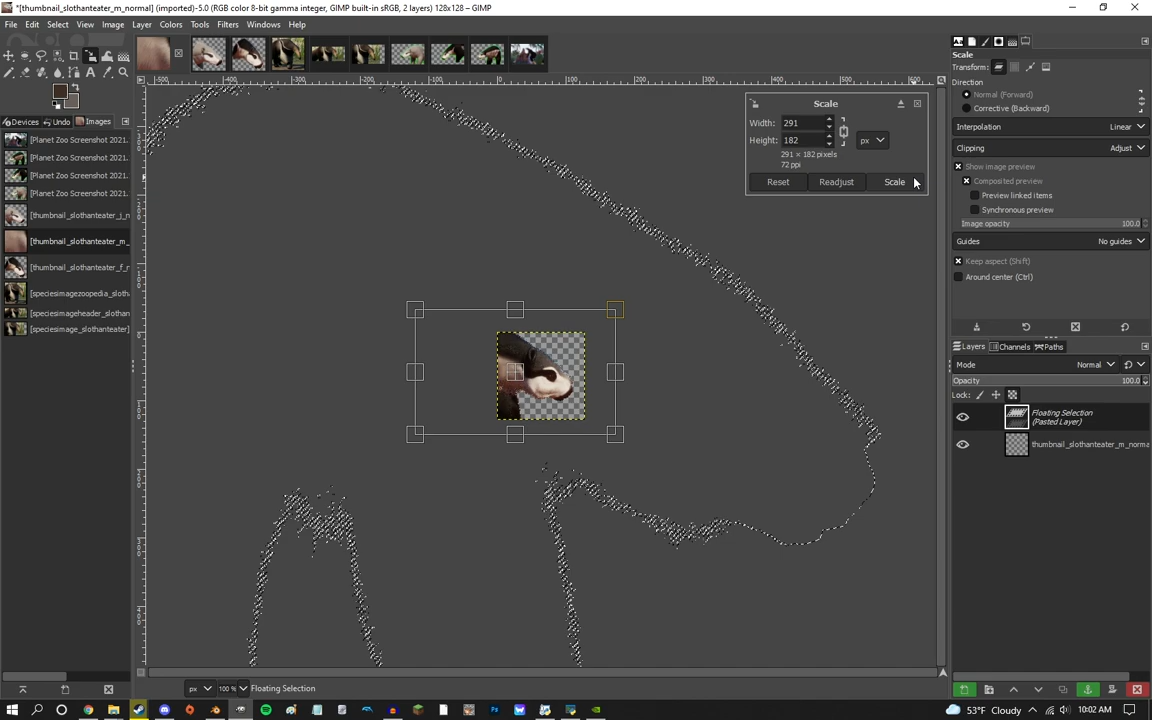 *[thumbnail_slothanteater_m_normal] (imported)-5.0 (RGB color 8-bit gamma integer, GIMP built-in sRGB, 2 layers) 128x128 – GIMP
File Edit Select View Image Layer Colors Tools Filters Windows Help
Devices Undo Images
[Planet Zoo Screenshot 2021.
[Planet Zoo Screenshot 2021.
[Planet Zoo Screenshot 2021.
[Planet Zoo Screenshot 2021.
[thumbnail_slothanteater_j_n
[thumbnail_slothanteater_m_
[thumbnail_slothanteater_f_r
[speciesimagezoopedia_sloth
[speciesimageheader_slothan
[speciesimage_slothanteater]
Scale
Width: 291
Height: 182
px
291 × 182 pixels
72 ppi
Reset Readjust Scale
Scale
Transform:
Direction
Normal (Forward)
Corrective (Backward)
Interpolation Linear
Clipping Adjust
Show image preview
Composited preview
Preview linked items
Synchronous preview
Image opacity 100.0
Guides No guides
Keep aspect (Shift)
Around center (Ctrl)
Layers Channels Paths
Mode Normal
Opacity 100.0
Lock:
Floating Selection
(Pasted Layer)
thumbnail_slothanteater_m_norma
px 100 % Floating Selection
53°F Cloudy 10:02 AM